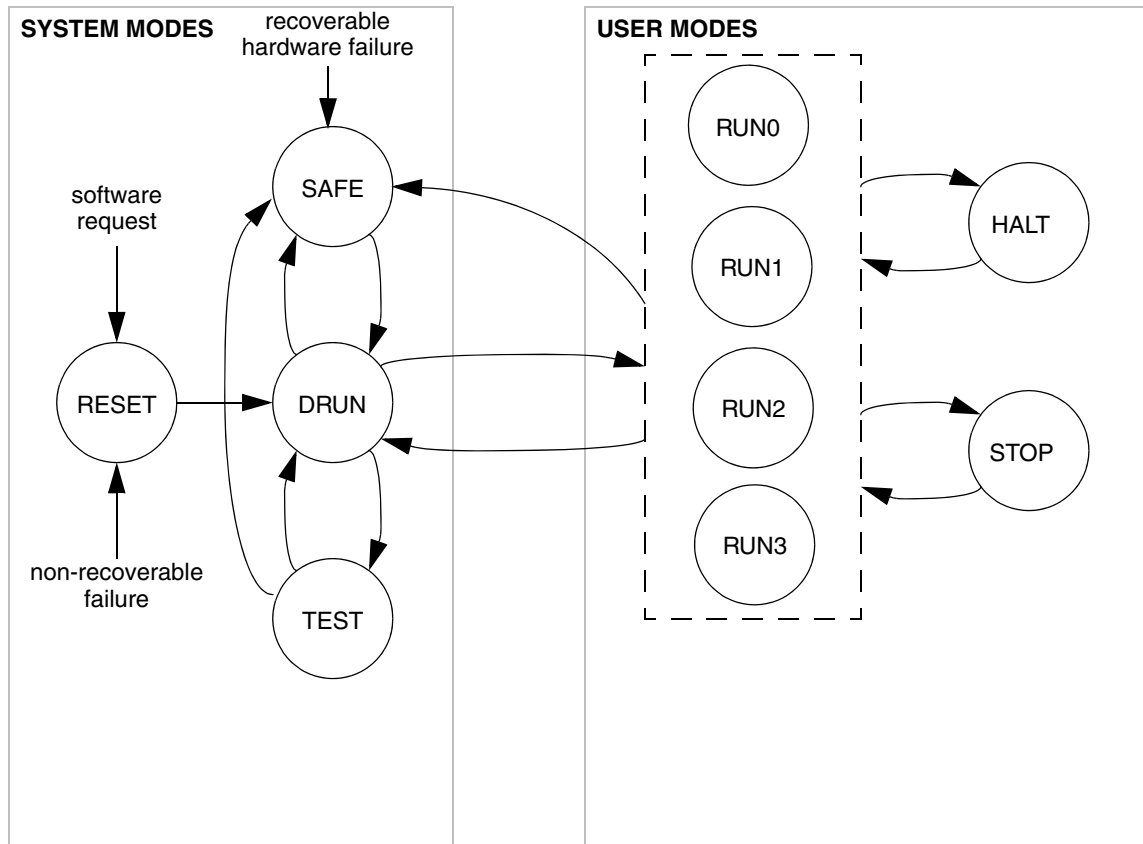 SYSTEM MODES
recoverable
hardware failure
SAFE
software
request
RESET
DRUN
non-recoverable
failure
TEST
USER MODES
RUN0
RUN1
RUN2
RUN3
HALT
STOP